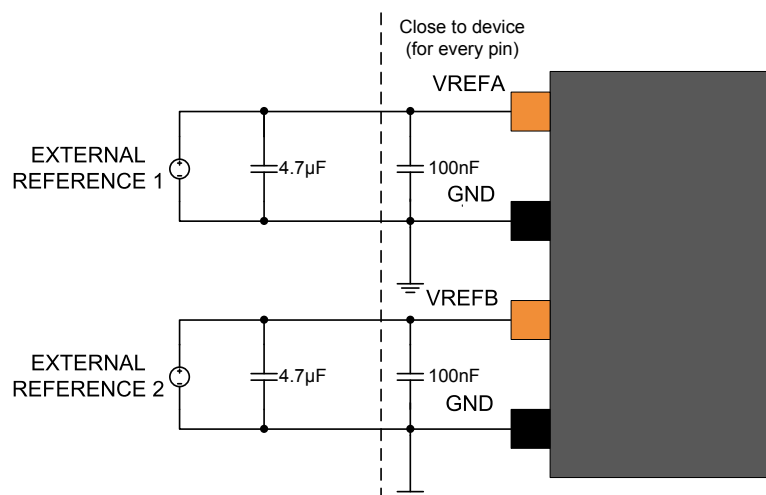 Close to device
(for every pin)
VREFA
EXTERNAL
REFERENCE 1
4.7µF
100nF
GND
VREFB
EXTERNAL
REFERENCE 2
4.7µF
100nF
GND